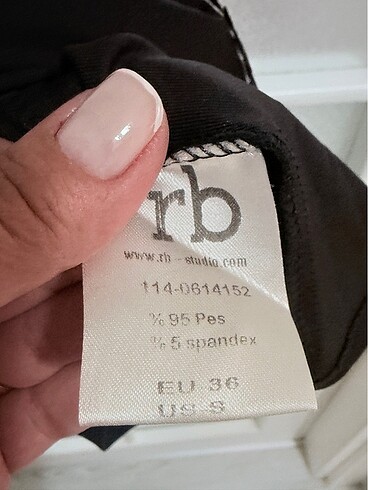 rb
www.rb - studio.com
114-0614152
% 95 Pes
% 5 spandex
EU 36
US-S